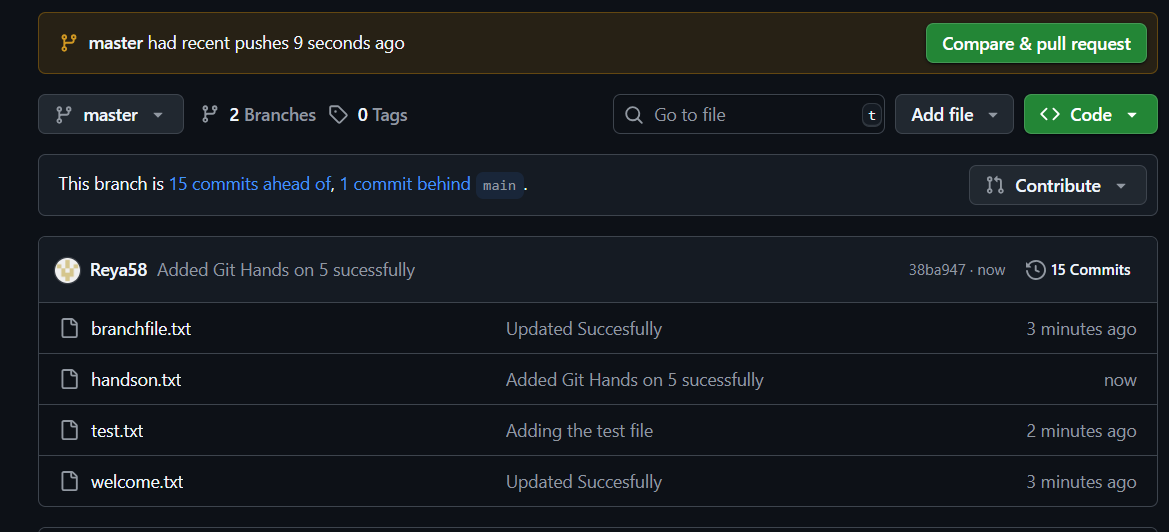 master had recent pushes 9 seconds ago Compare & pull request
master 2 Branches 0 Tags Go to file t Add file Code
This branch is 15 commits ahead of, 1 commit behind main . Contribute
Reya58 Added Git Hands on 5 sucessfully 38ba947 · now 15 Commits
branchfile.txt Updated Succesfully 3 minutes ago
handson.txt Added Git Hands on 5 sucessfully now
test.txt Adding the test file 2 minutes ago
welcome.txt Updated Succesfully 3 minutes ago